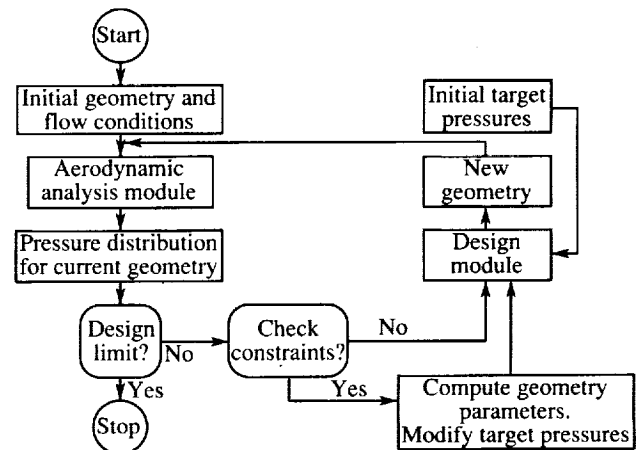 Start
Initial geometry and
flow conditions
Initial target
pressures
Aerodynamic
analysis module
New
geometry
Pressure distribution
for current geometry
Design
module
Design
limit?
No
Check
constraints?
No
Yes
Yes
Stop
Compute geometry
parameters.
Modify target pressures